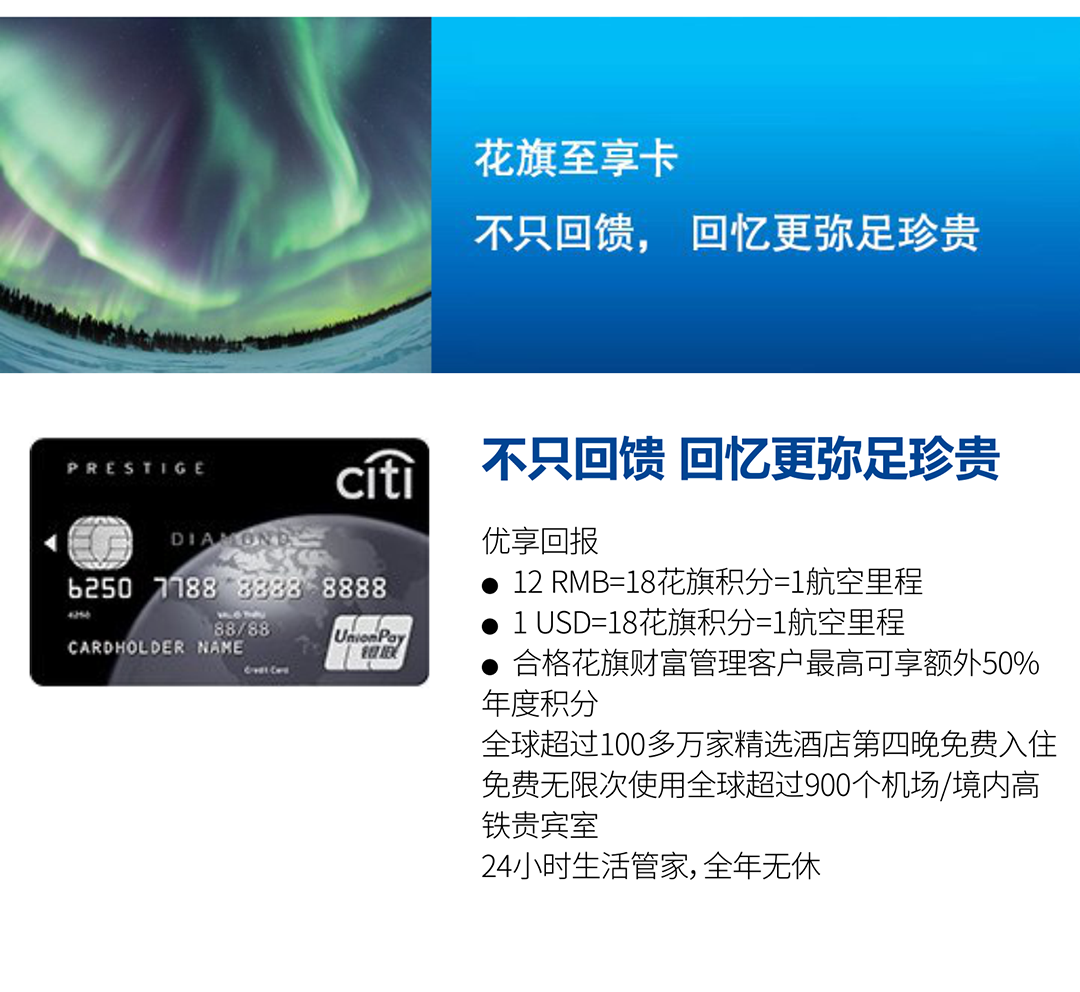 花旗至享卡
不只回馈， 回忆更弥足珍贵
PRESTIGE
citi
DIAMOND
6250 7788 8888 8888
4250
VALID THRU
88/88
CARDHOLDER NAME
UnionPay
银联
Credit Card
不只回馈 回忆更弥足珍贵
优享回报
● 12 RMB=18花旗积分=1航空里程
● 1 USD=18花旗积分=1航空里程
● 合格花旗财富管理客户最高可享额外50%
年度积分
全球超过100多万家精选酒店第四晚免费入住
免费无限次使用全球超过900个机场/境内高
铁贵宾室
24小时生活管家，全年无休